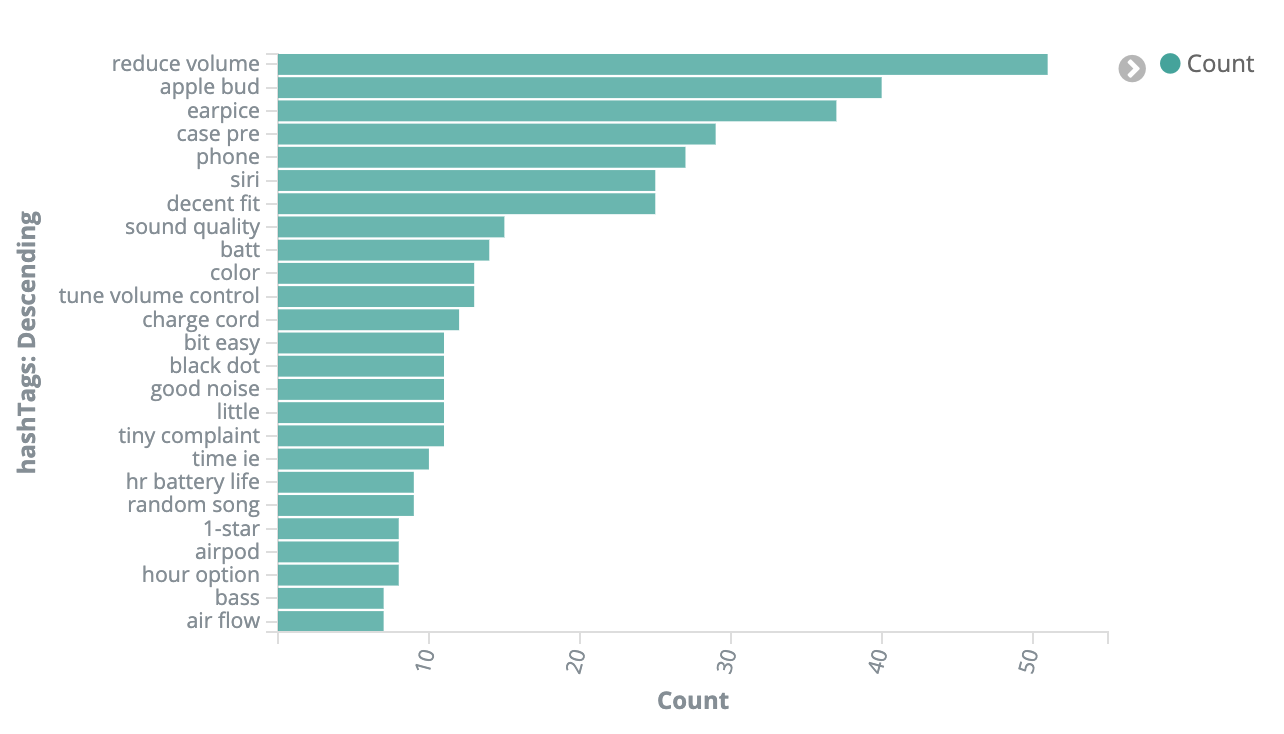 reduce volume
apple bud
earpice
case pre
phone
siri
decent fit
sound quality
batt
color
tune volume control
charge cord
bit easy
black dot
good noise
little
tiny complaint
time ie
hr battery life
random song
1-star
airpod
hour option
bass
air flow
hashTags: Descending
10
20
30
40
50
Count
Count